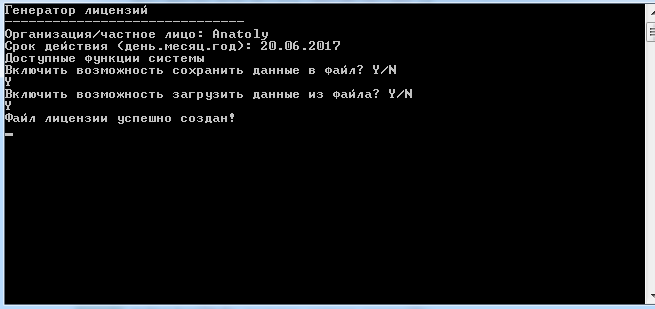 Генератор лицензий
------------------------------
Организация/частное лицо: Anatoly
Срок действия (день.месяц.год): 20.06.2017
Доступные функции системы
Включить возможность сохранить данные в файл? Y/N
Y
Включить возможность загрузить данные из файла? Y/N
Y
Файл лицензии успешно создан!